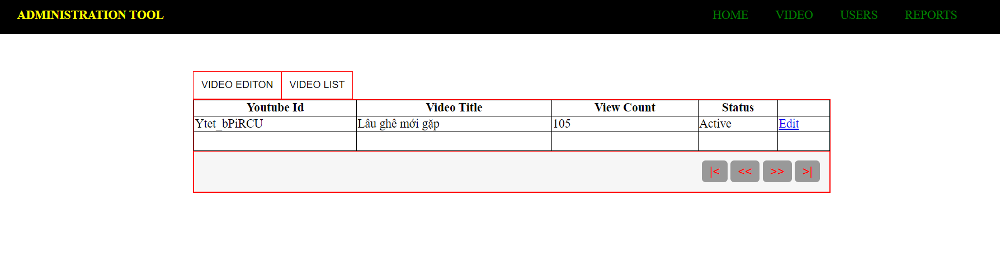 ADMINISTRATION TOOL HOME VIDEO USERS REPORTS
VIDEO EDITON VIDEO LIST
Youtube Id Video Title View Count Status
Ytet_bPiRCU Lâu ghê mới gặp 105 Active Edit
|< << >> >|